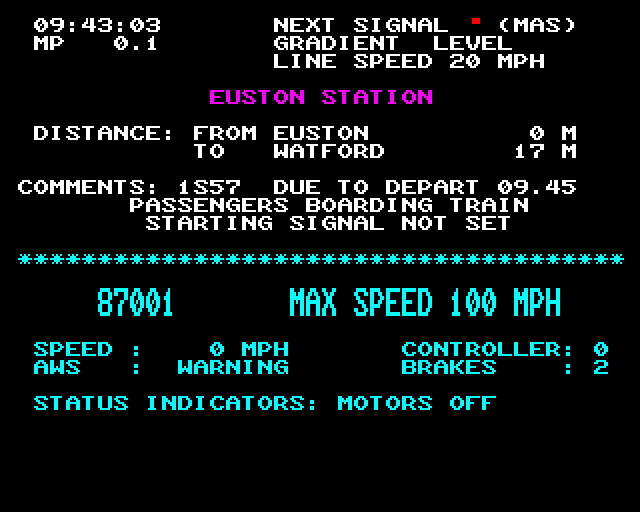 09:43:03 NEXT SIGNAL (MAS)
MP 0.1 GRADIENT LEVEL
LINE SPEED 20 MPH
EUSTON STATION
DISTANCE: FROM EUSTON 0 M
TO WATFORD 17 M
COMMENTS: 1S57 DUE TO DEPART 09.45
PASSENGERS BOARDING TRAIN
STARTING SIGNAL NOT SET
***************************************
87001 MAX SPEED 100 MPH
SPEED : 0 MPH CONTROLLER: 0
AWS : WARNING BRAKES : 2
STATUS INDICATORS: MOTORS OFF